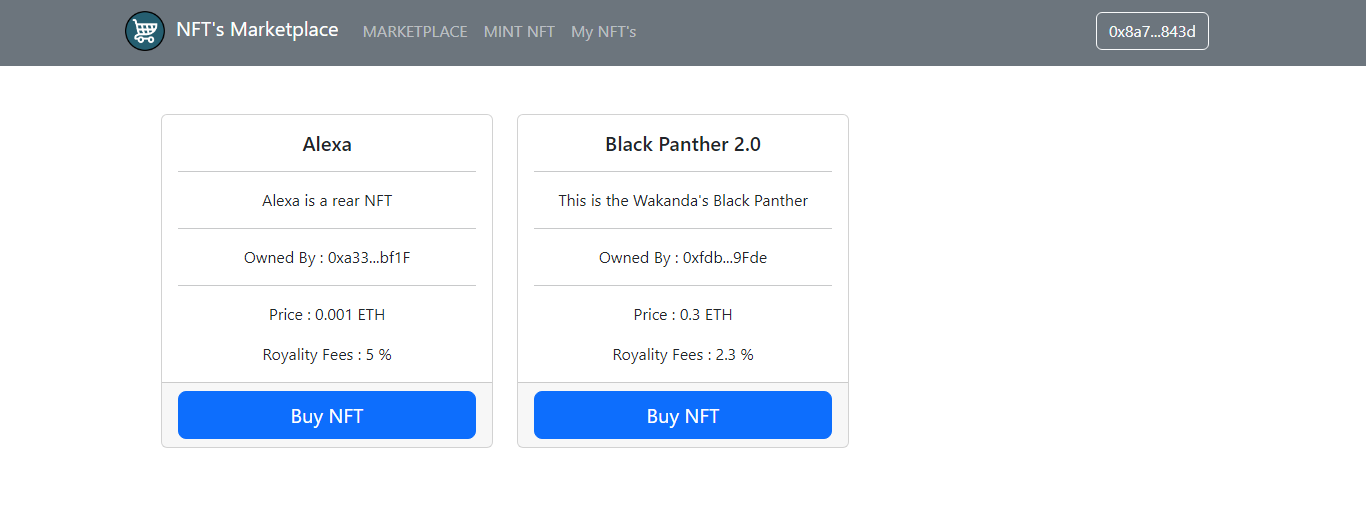 NFT's Marketplace
MARKETPLACE
MINT NFT
My NFT's
0x8a7...843d
Alexa
Alexa is a rear NFT
Owned By : 0xa33...bf1F
Price : 0.001 ETH
Royality Fees : 5 %
Buy NFT
Black Panther 2.0
This is the Wakanda's Black Panther
Owned By : 0xfdb...9Fde
Price : 0.3 ETH
Royality Fees : 2.3 %
Buy NFT